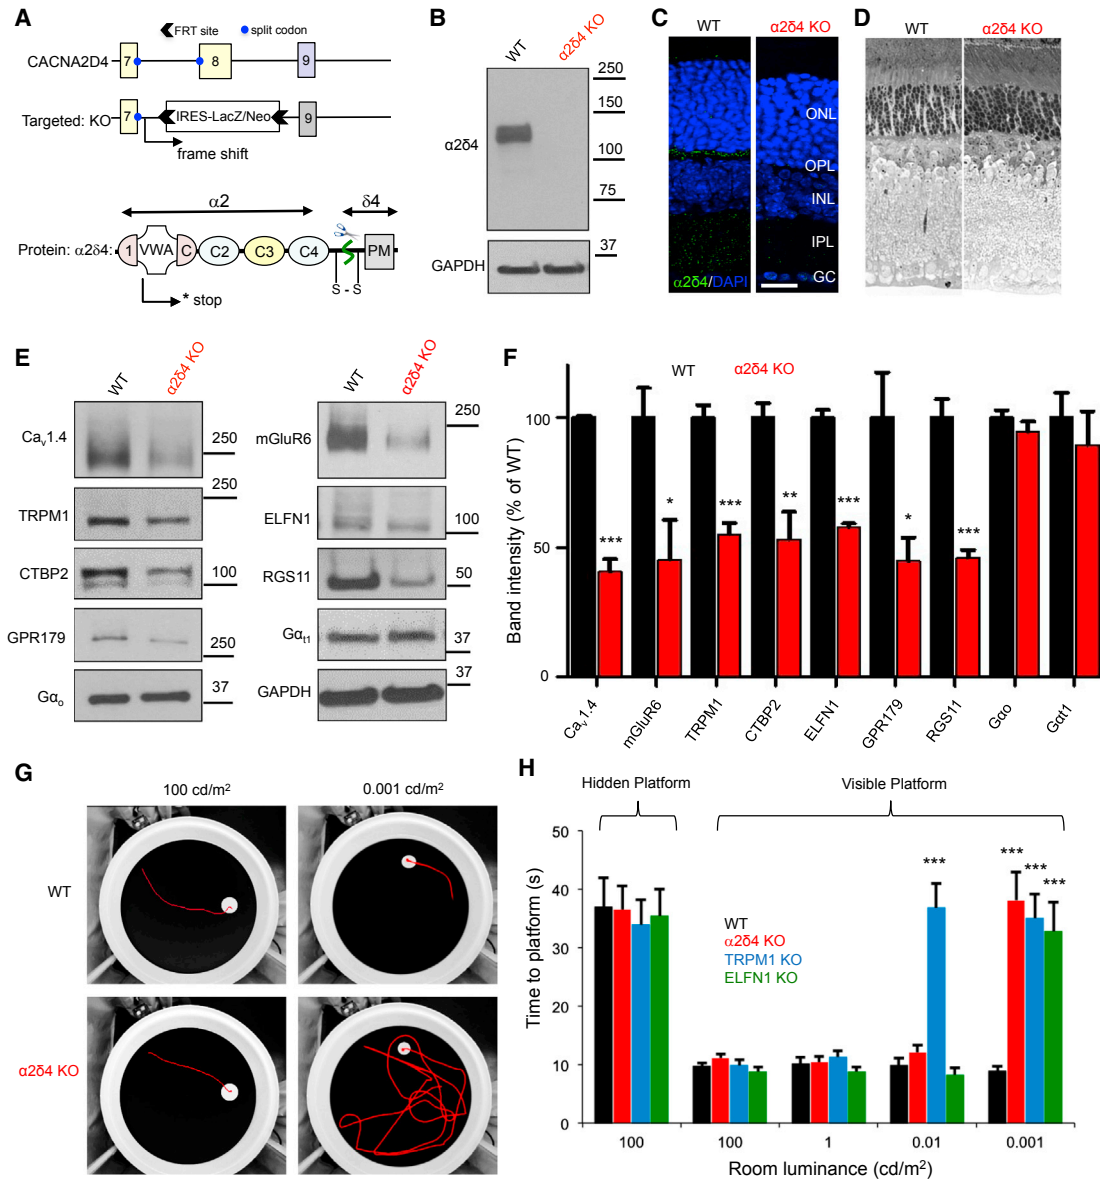 A
FRT site
split codon
CACNA2D4
7
8
9
Targeted: KO
7
IRES-LacZ/Neo
9
frame shift
α2
δ4
Protein: α2δ4:
1
VWA
C
C2
C3
C4
PM
S - S
* stop
B
WT
α2δ4 KO
250
150
α2δ4
100
75
37
GAPDH
C
WT
α2δ4 KO
ONL
OPL
INL
IPL
GC
α2δ4/DAPI
D
WT
α2δ4 KO
E
WT
α2δ4 KO
Cav1.4
250
250
TRPM1
CTBP2
100
GPR179
250
Gαo
37
WT
α2δ4 KO
250
mGluR6
ELFN1
100
RGS11
50
Gαt1
37
37
GAPDH
F
WT
α2δ4 KO
Band intensity (% of WT)
100
50
0
***
*
***
**
***
*
***
Cav1.4
mGluR6
TRPM1
CTBP2
ELFN1
GPR179
RGS11
Gαo
Gαt1
G
100 cd/m²
0.001 cd/m²
WT
α2δ4 KO
H
Hidden Platform
Visible Platform
Time to platform (s)
50
40
30
20
10
0
WT
α2δ4 KO
TRPM1 KO
ELFN1 KO
***
***
***
***
100
100
1
0.01
0.001
Room luminance (cd/m²)